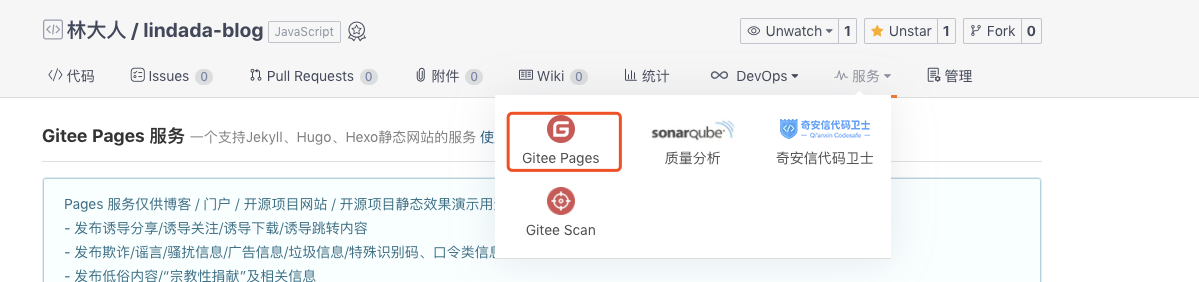 林大人 / lindada-blog JavaScript Unwatch 1 Unstar 1 Fork 0
代码 Issues 0 Pull Requests 0 附件 0 Wiki 0 统计 DevOps 服务 管理
Gitee Pages 服务 一个支持Jekyll、Hugo、Hexo静态网站的服务
Gitee Pages
sonarqube
质量分析
奇安信代码卫士
Qi'anxin Codesafe
奇安信代码卫士
Gitee Scan
Pages 服务仅供博客 / 门户 / 开源项目网站 / 开源项目静态效果演示用
- 发布诱导分享/诱导关注/诱导下载/诱导跳转内容
- 发布欺诈/谣言/骚扰信息/广告信息/垃圾信息/特殊识别码、口令类信息
- 发布低俗内容/“宗教性捐献”及相关信息